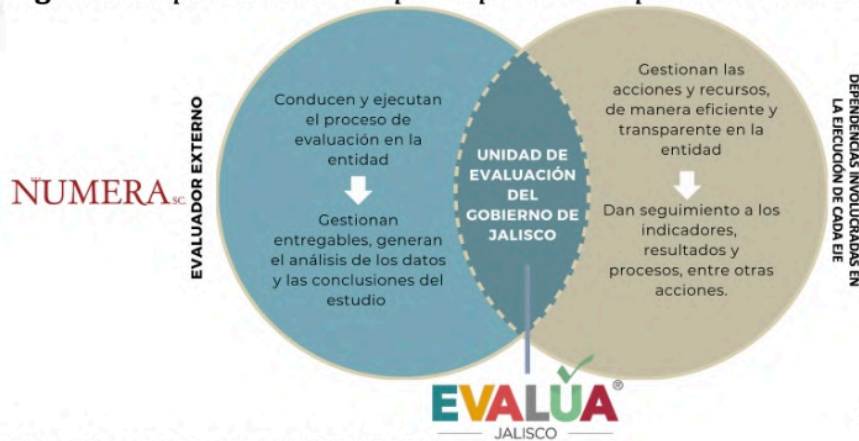 NUMERA SC
EVALUADOR EXTERNO
Conducen y ejecutan
el proceso de
evaluación en la
entidad
Gestionan
entregables, generan
el análisis de los datos
y las conclusiones del
estudio
UNIDAD DE
EVALUACIÓN
DEL
GOBIERNO DE
JALISCO
Gestionan las
acciones y recursos,
de manera eficiente y
transparente en la
entidad
Dan seguimiento a los
indicadores,
resultados y
procesos, entre otras
acciones.
DEPENDENCIAS INVOLUCRADAS EN
LA EJECUCIÓN DE CADA EJE
EVALÚA®
JALISCO